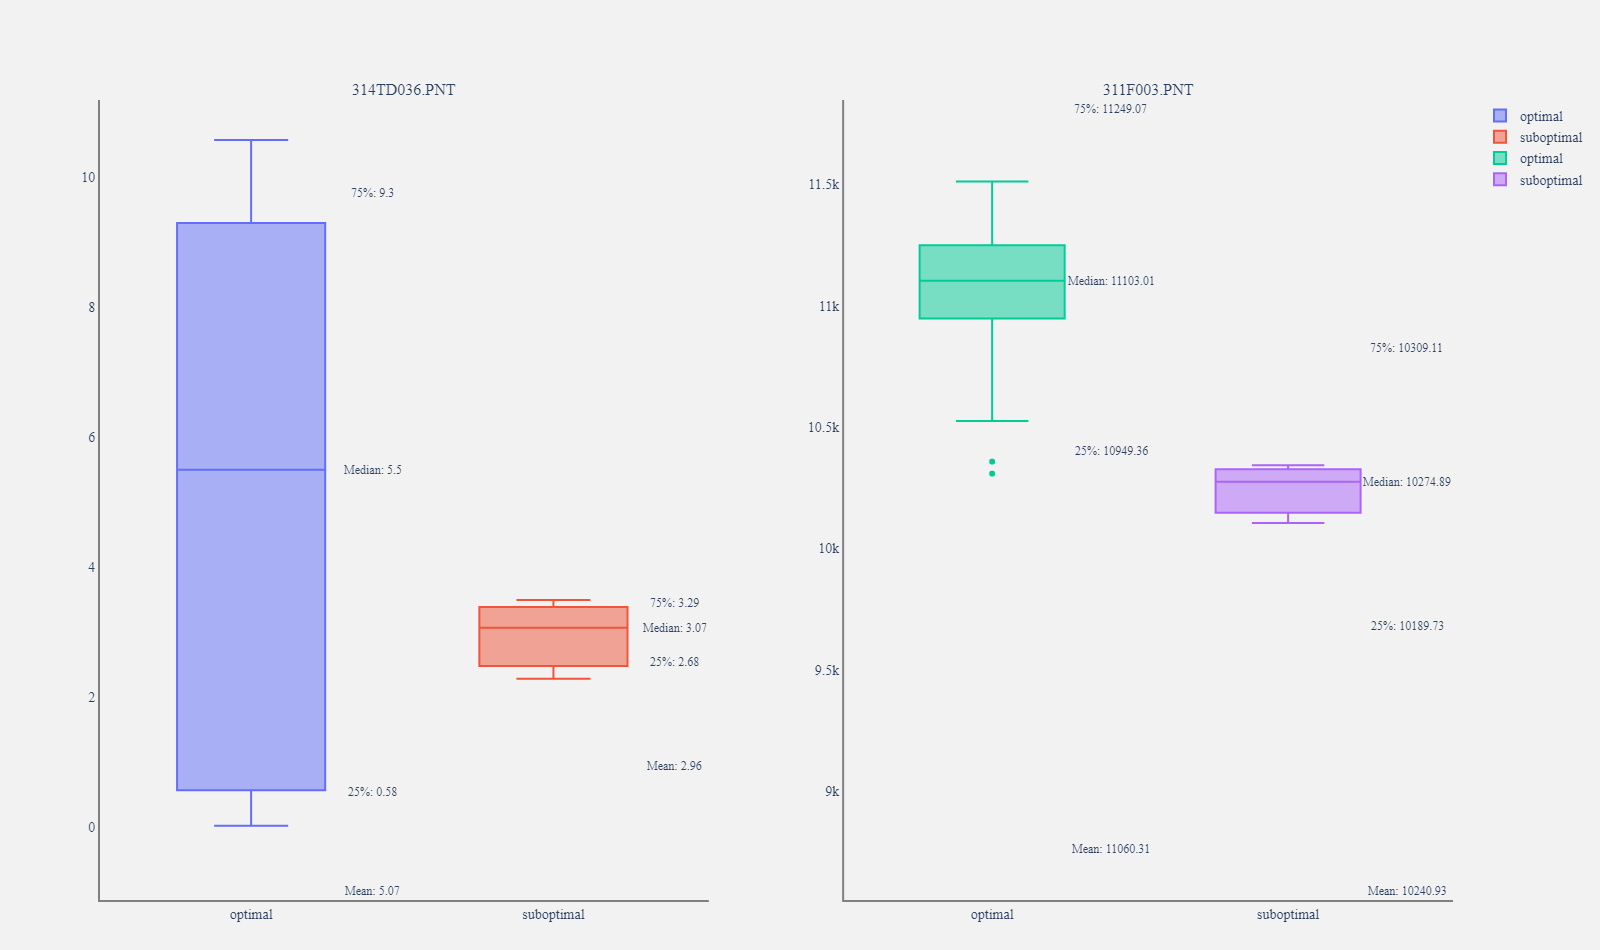 314TD036.PNT
10
8
6
4
2
0
75%: 9.3
Median: 5.5
25%: 0.58
Mean: 5.07
75%: 3.29
Median: 3.07
25%: 2.68
Mean: 2.96
optimal
suboptimal
311F003.PNT
11.5k
11k
10.5k
10k
9.5k
9k
75%: 11249.07
Median: 11103.01
25%: 10949.36
Mean: 11060.31
75%: 10309.11
Median: 10274.89
25%: 10189.73
Mean: 10240.93
optimal
suboptimal
optimal
suboptimal
optimal
suboptimal